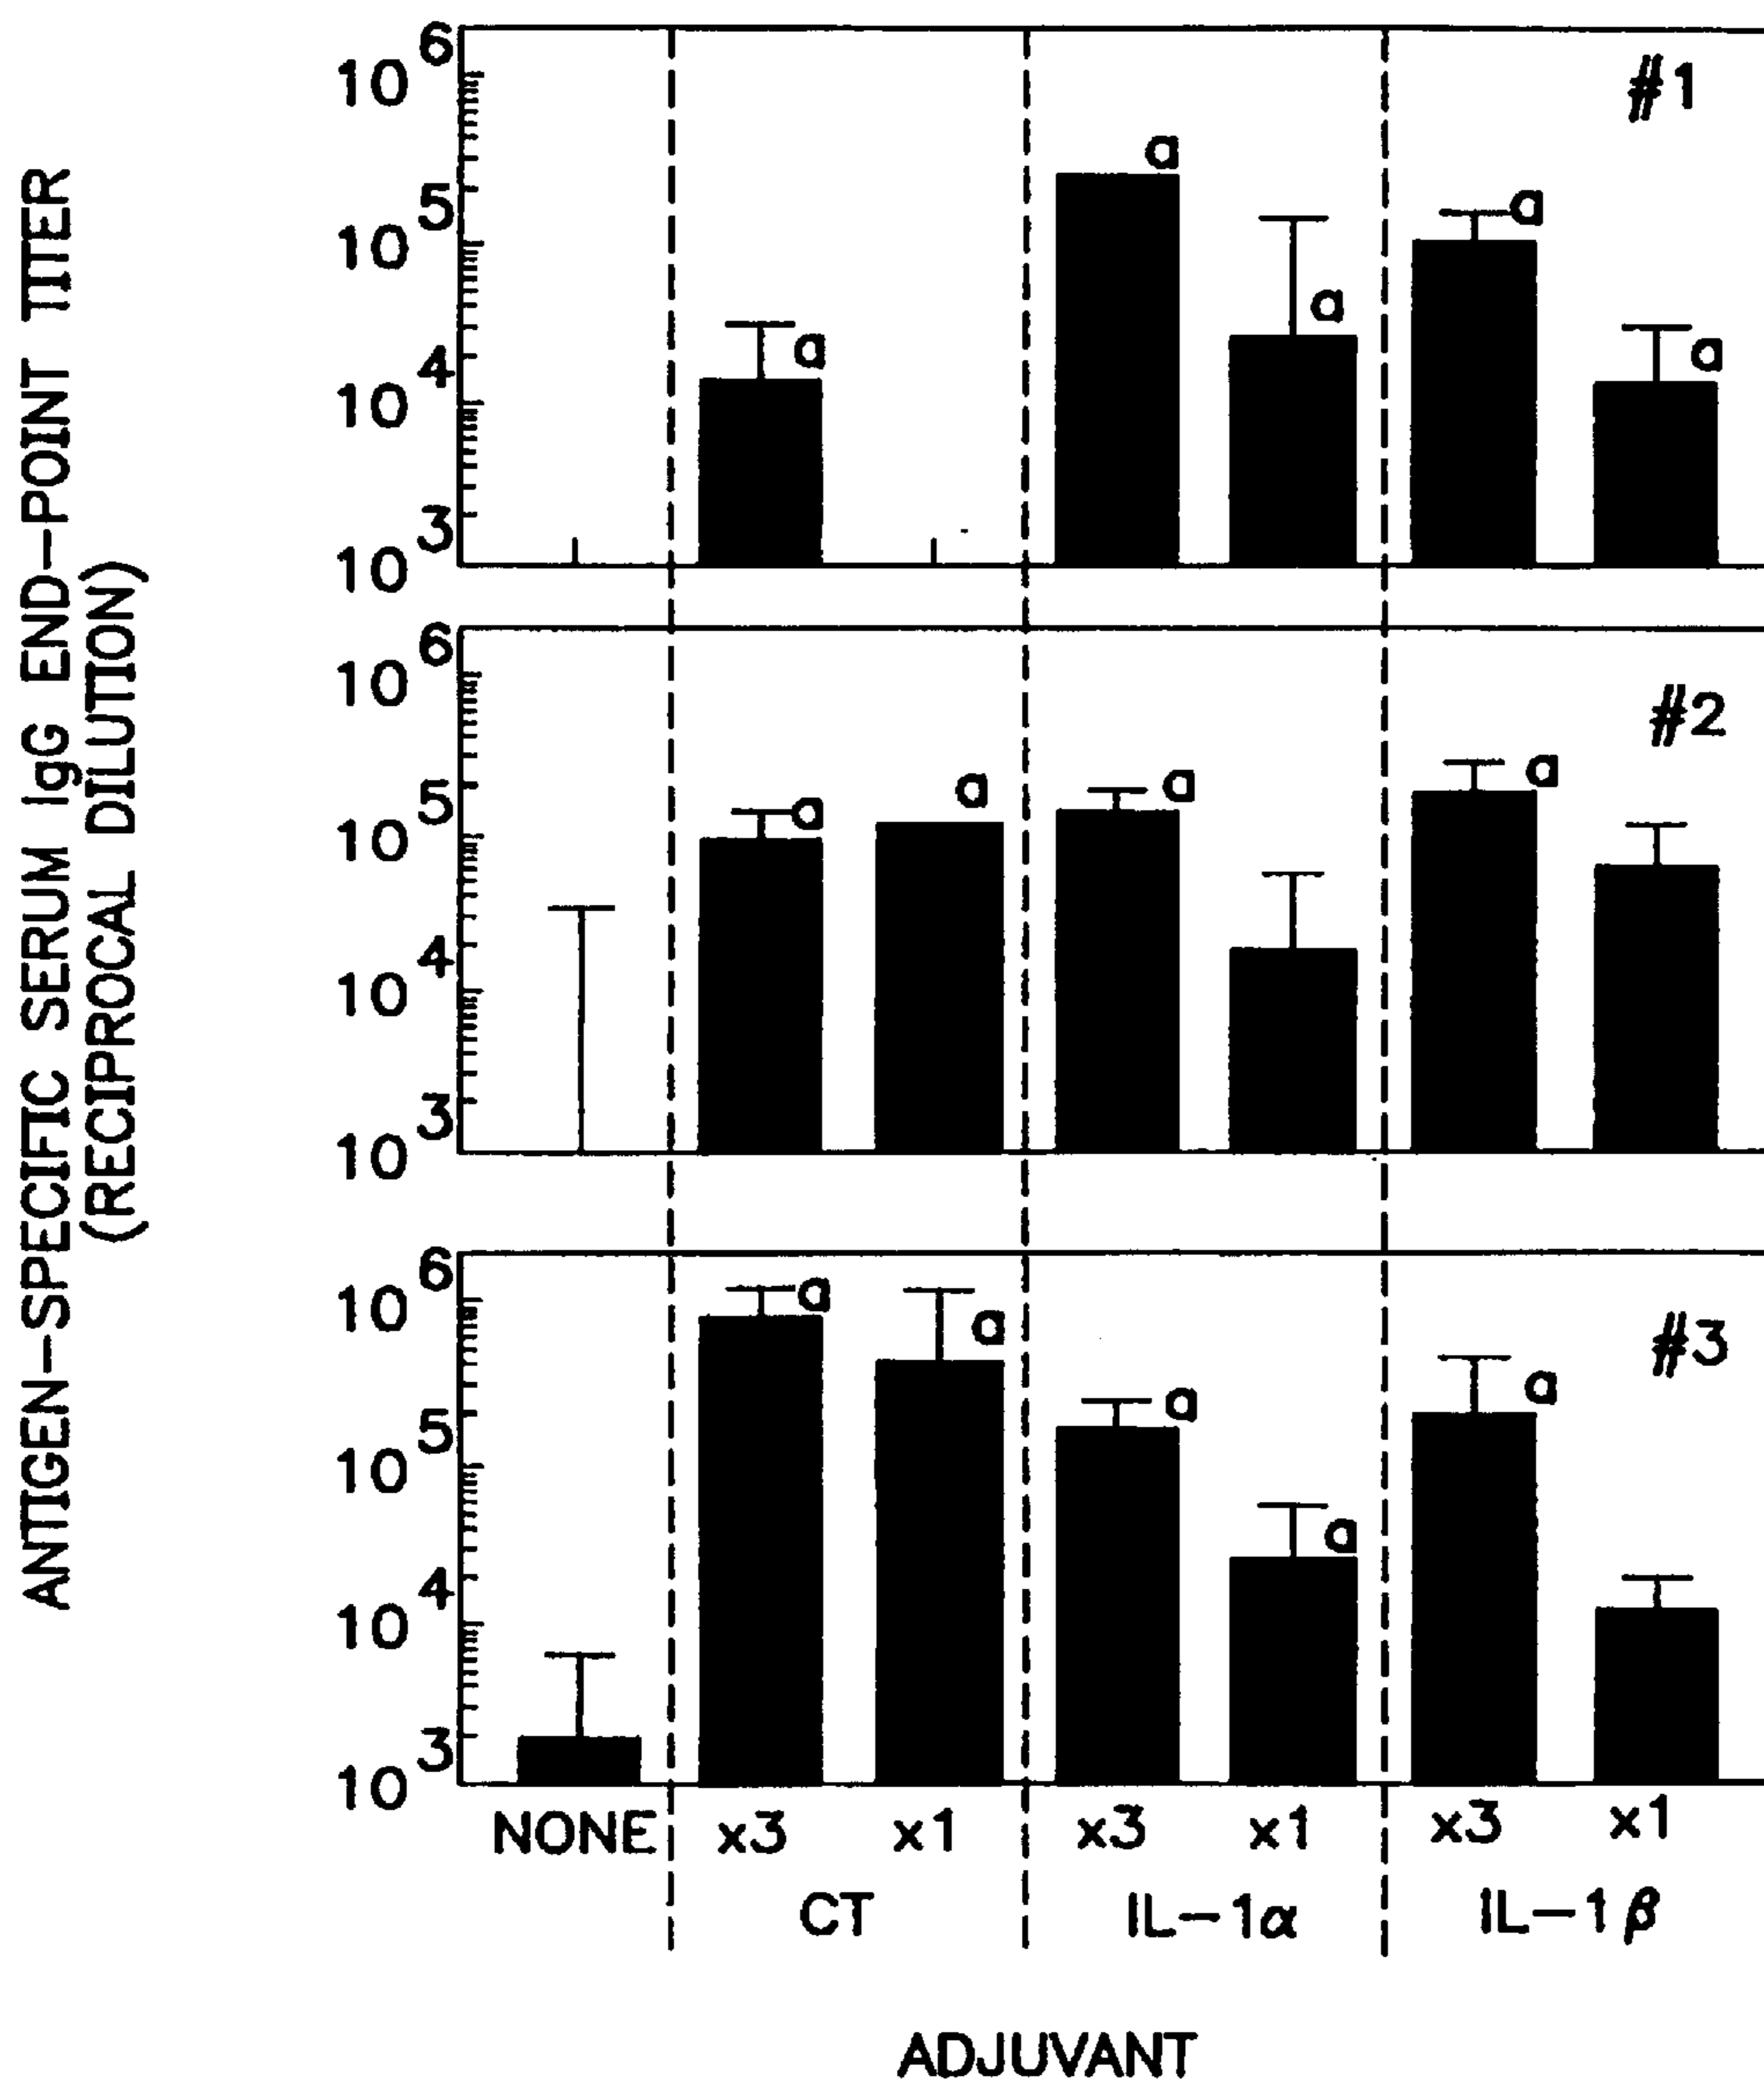 ANTIGEN-SPECIFIC SERUM IgG END-POINT TITER
(RECIPROCAL DILUTION)
10^6
#1
a
a
10^5
a
a
a
a
10^4
10^3
10^6
#2
a
a
a
a
10^5
a
10^4
10^3
10^6
a
a
#3
a
a
10^5
a
10^4
10^3
NONE x3 x1 x3 x1 x3 x1
CT IL-1α IL-1β
ADJUVANT